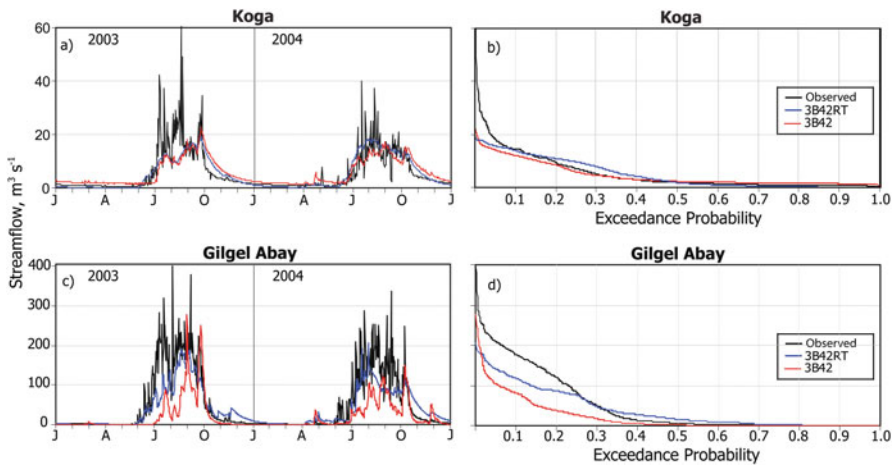 Koga
Koga
60
a)
2003
2004
b)
40
Observed
3B42RT
3B42
20
0
J A J O J A J O J
0.1 0.2 0.3 0.4 0.5 0.6 0.7 0.8 0.9 1.0
Exceedance Probability
Streamflow, m³ s⁻¹
Gilgel Abay
Gilgel Abay
400
c)
2003
2004
d)
300
Observed
3B42RT
3B42
200
100
0
J A J O J A J O J
0.1 0.2 0.3 0.4 0.5 0.6 0.7 0.8 0.9 1.0
Exceedance Probability